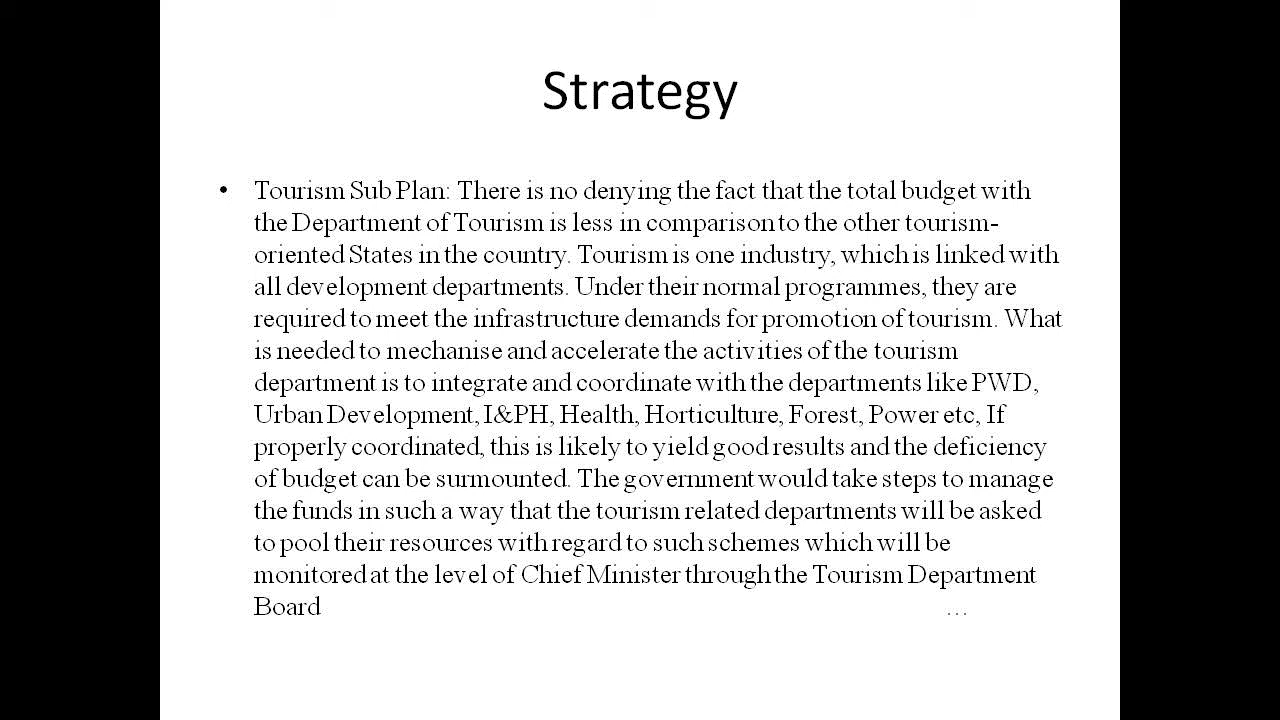 Strategy
• Tourism Sub Plan: There is no denying the fact that the total budget with
the Department of Tourism is less in comparison to the other tourism-
oriented States in the country. Tourism is one industry, which is linked with
all development departments. Under their normal programmes, they are
required to meet the infrastructure demands for promotion of tourism. What
is needed to mechanise and accelerate the activities of the tourism
department is to integrate and coordinate with the departments like PWD,
Urban Development, I&PH, Health, Horticulture, Forest, Power etc, If
properly coordinated, this is likely to yield good results and the deficiency
of budget can be surmounted. The government would take steps to manage
the funds in such a way that the tourism related departments will be asked
to pool their resources with regard to such schemes which will be
monitored at the level of Chief Minister through the Tourism Department
Board ...